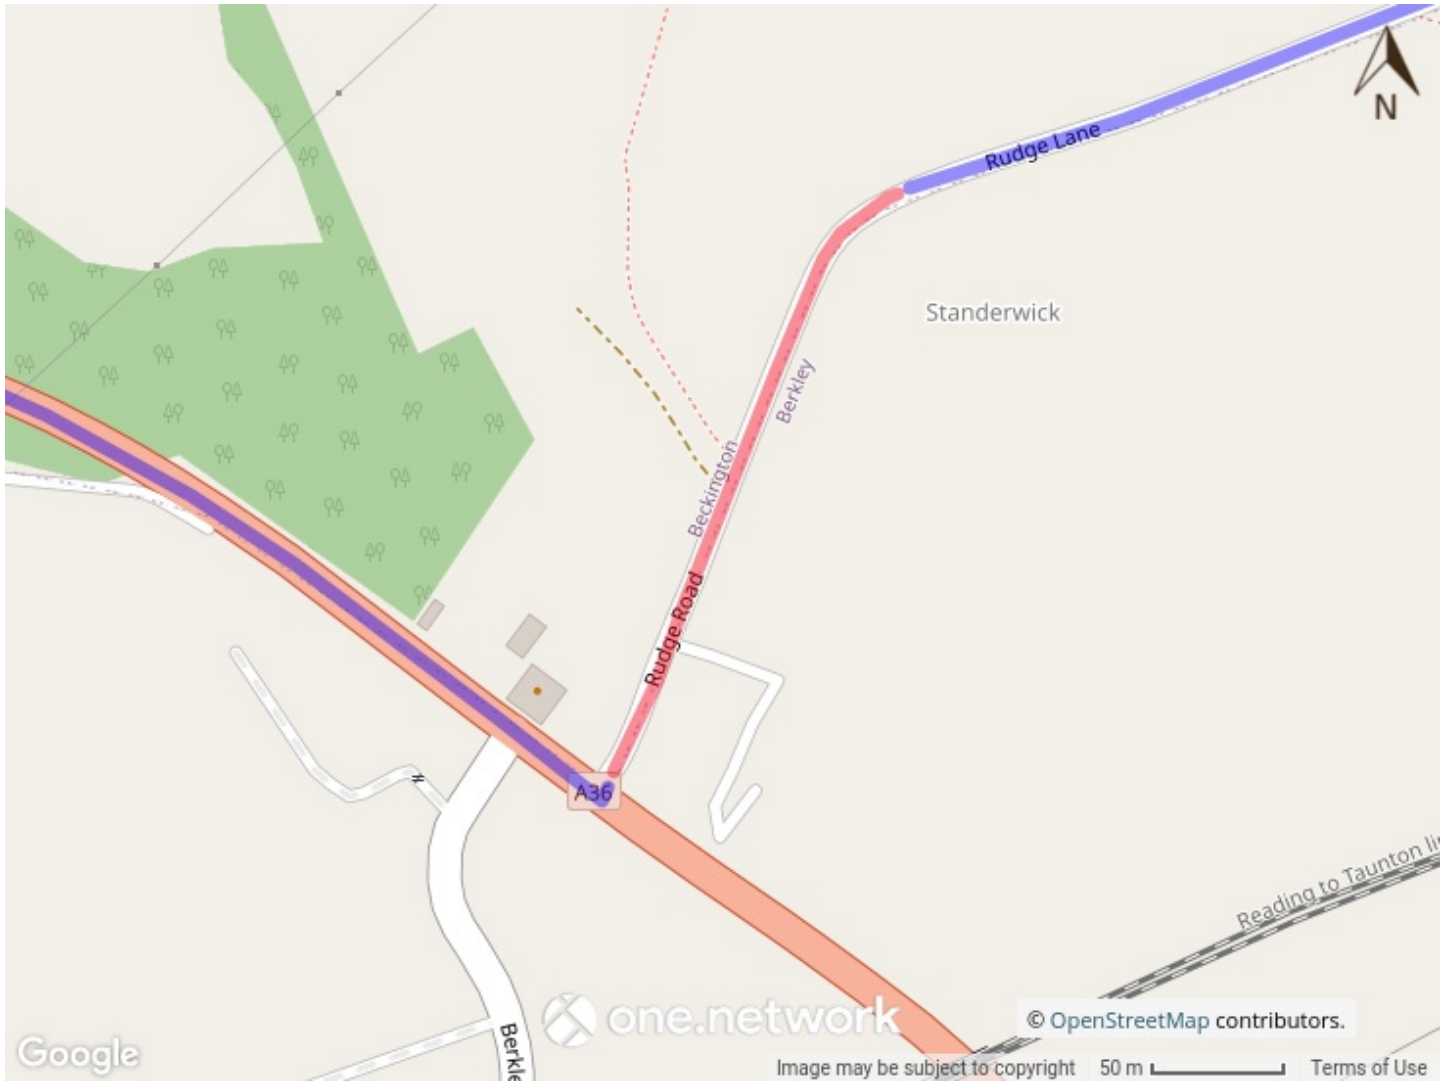 N
Rudge Lane
Standerwick
Berkley
Beckington
Rudge Road
A36
Reading to Taunton li
Berkle
one.network
© OpenStreetMap contributors.
Google
Image may be subject to copyright 50 m Terms of Use